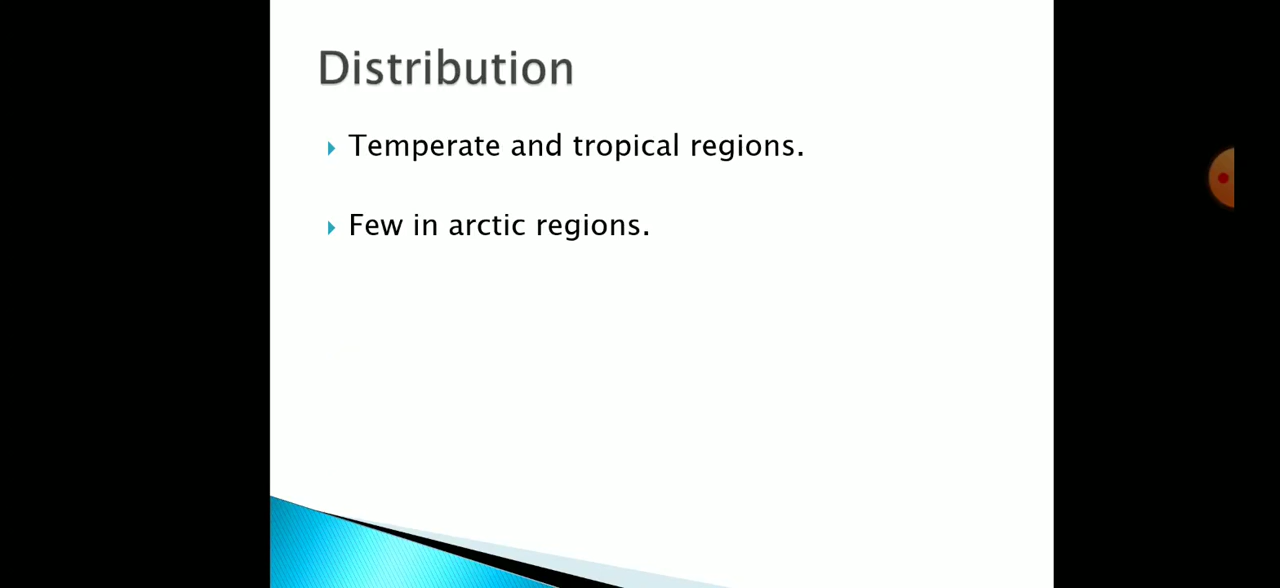 Distribution
Temperate and tropical regions.
Few in arctic regions.